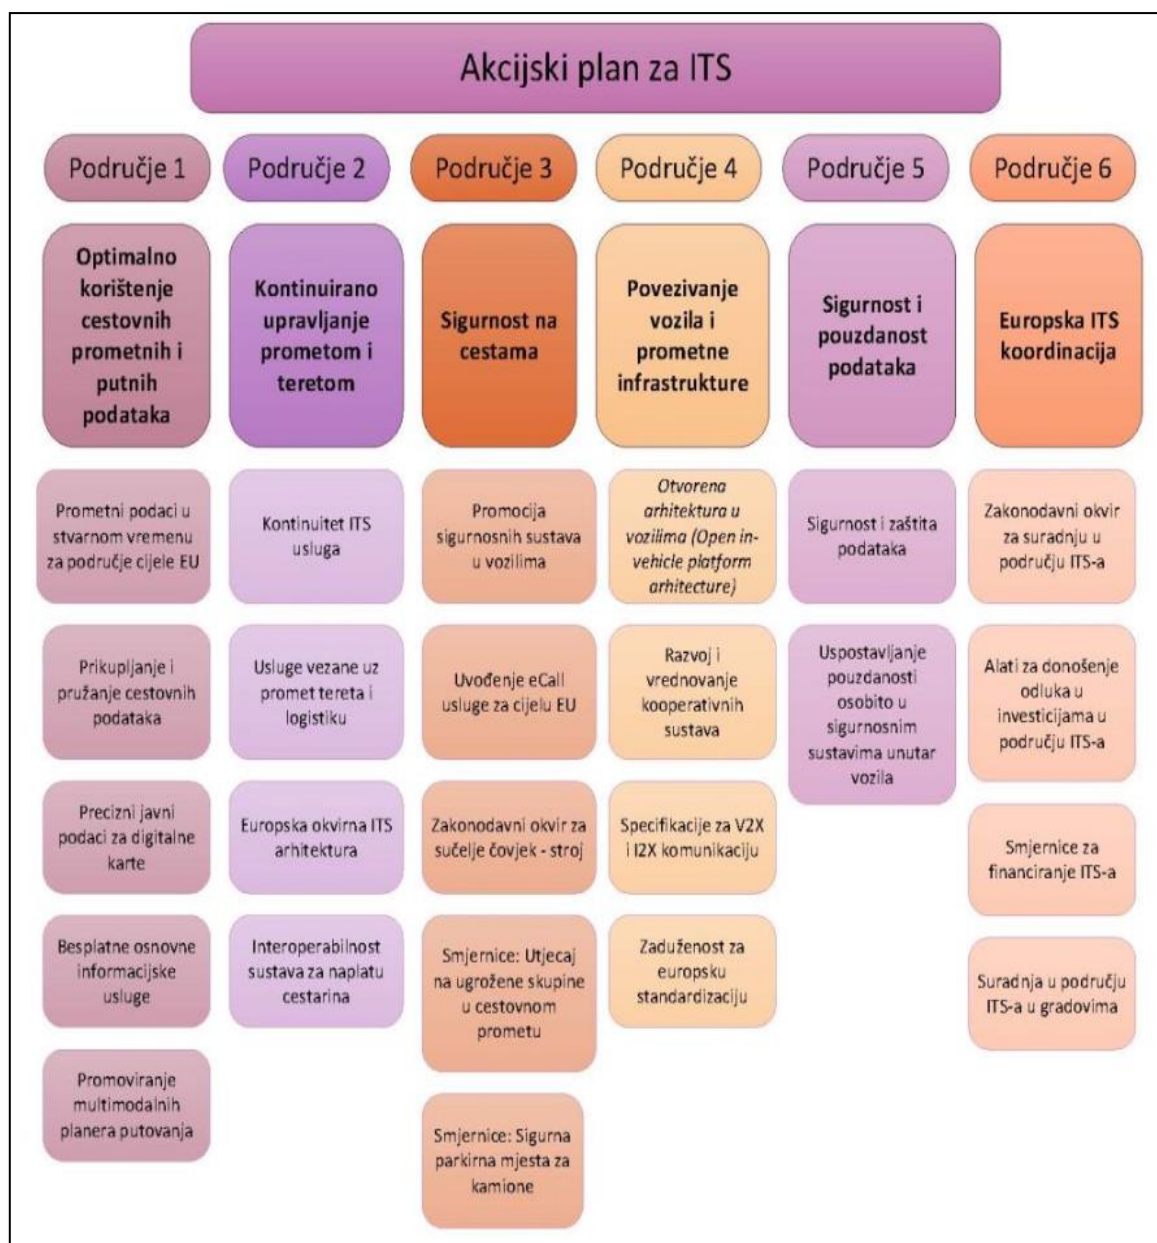 Akcijski plan za ITS
Područje 1
Područje 2
Područje 3
Područje 4
Područje 5
Područje 6
Optimalno
korištenje
cestovnih
prometnih i
putnih
podataka
Kontinuirano
upravljanje
prometom i
teretom
Sigurnost na
cestama
Povezivanje
vozila i
prometne
infrastrukture
Sigurnost i
pouzdanost
podataka
Europska ITS
koordinacija
Prometni podaci u
stvarnom vremenu
za područje cijele EU
Kontinuitet ITS
usluga
Promocija
sigurnosnih sustava
u vozilima
Otvorena
arhitektura u
vozilima (Open in-
vehicle platform
arhitecture)
Sigurnost i zaštita
podataka
Zakonodavni okvir
za suradnju u
području ITS-a
Prikupljanje i
pružanje cestovnih
podataka
Usluge vezane uz
promet tereta i
logistiku
Uvođenje eCall
usluge za cijelu EU
Razvoj i
vrednovanje
kooperativnih
sustava
Uspostavljanje
pouzdanosti
osobito u
sigurnosnim
sustavima unutar
vozila
Alati za donošenje
odluka u
investicijama u
području ITS-a
Precizni javni
podaci za digitalne
karte
Europska okvirna ITS
arhitektura
Zakonodavni okvir za
sučelje čovjek - stroj
Specifikacije za V2X
i I2X komunikaciju
Smjernice za
financiranje ITS-a
Besplatne osnovne
informacijske
usluge
Interoperabilnost
sustava za naplatu
cestarina
Smjernice: Utjecaj
na ugrožene skupine
u cestovnom
prometu
Zaduženost za
europsku
standardizaciju
Suradnja u području
ITS-a u gradovima
Promoviranje
multimodalnih
planera putovanja
Smjernice: Sigurna
parkirna mjesta za
kamione